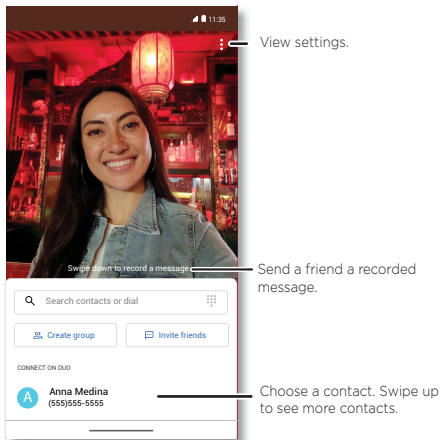 11:35
View settings.
Swipe down to record a message
Send a friend a recorded
message.
Search contacts or dial
Create group
Invite friends
CONNECT ON DUO
A
Anna Medina
(555)555-5555
Choose a contact. Swipe up
to see more contacts.